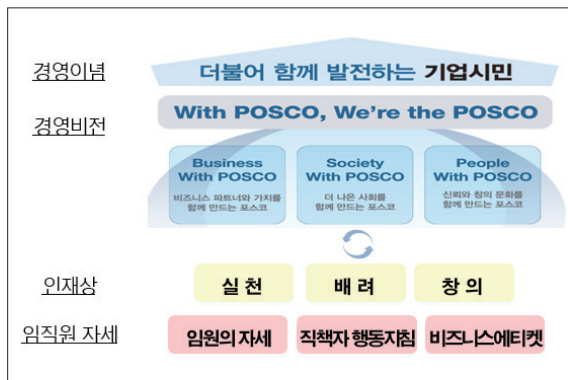 경영이념
더불어 함께 발전하는 기업시민
경영비전
With POSCO, We're the POSCO
Business
With POSCO
비즈니스 파트너와 가치를
함께 만드는 포스코
Society
With POSCO
더 나은 사회를
함께 만드는 포스코
People
With POSCO
신뢰와 창의 문화를
함께 만드는 포스코
인재상
실 천
배 려
창 의
임직원 자세
임원의 자세
직책자 행동지침
비즈니스에티켓